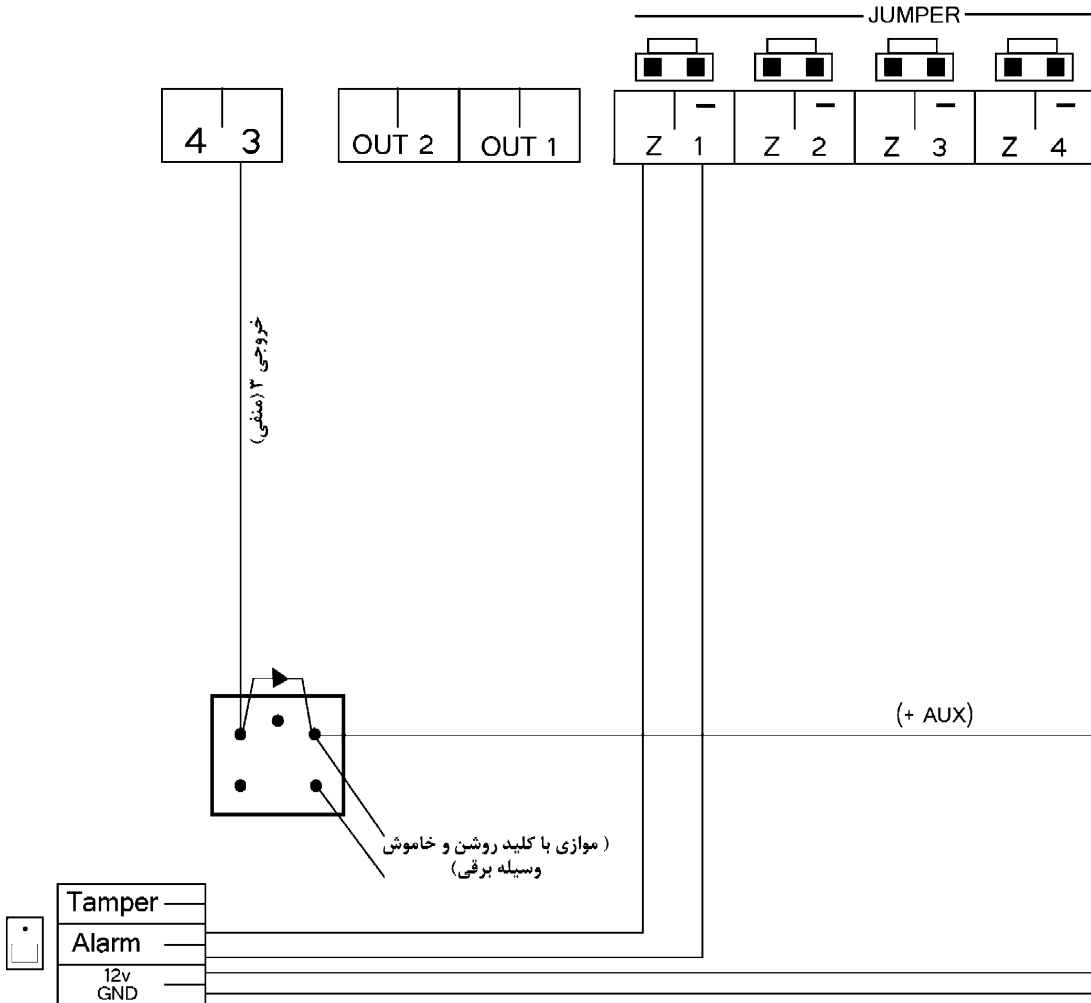 JUMPER
4 3
OUT 2 OUT 1
Z 1 Z 2 Z 3 Z 4
خروجی ۳ (منفی)
(+ AUX)
( موازی با کلید روشن و خاموش
وسیله برقی)
Tamper
Alarm
12v
GND